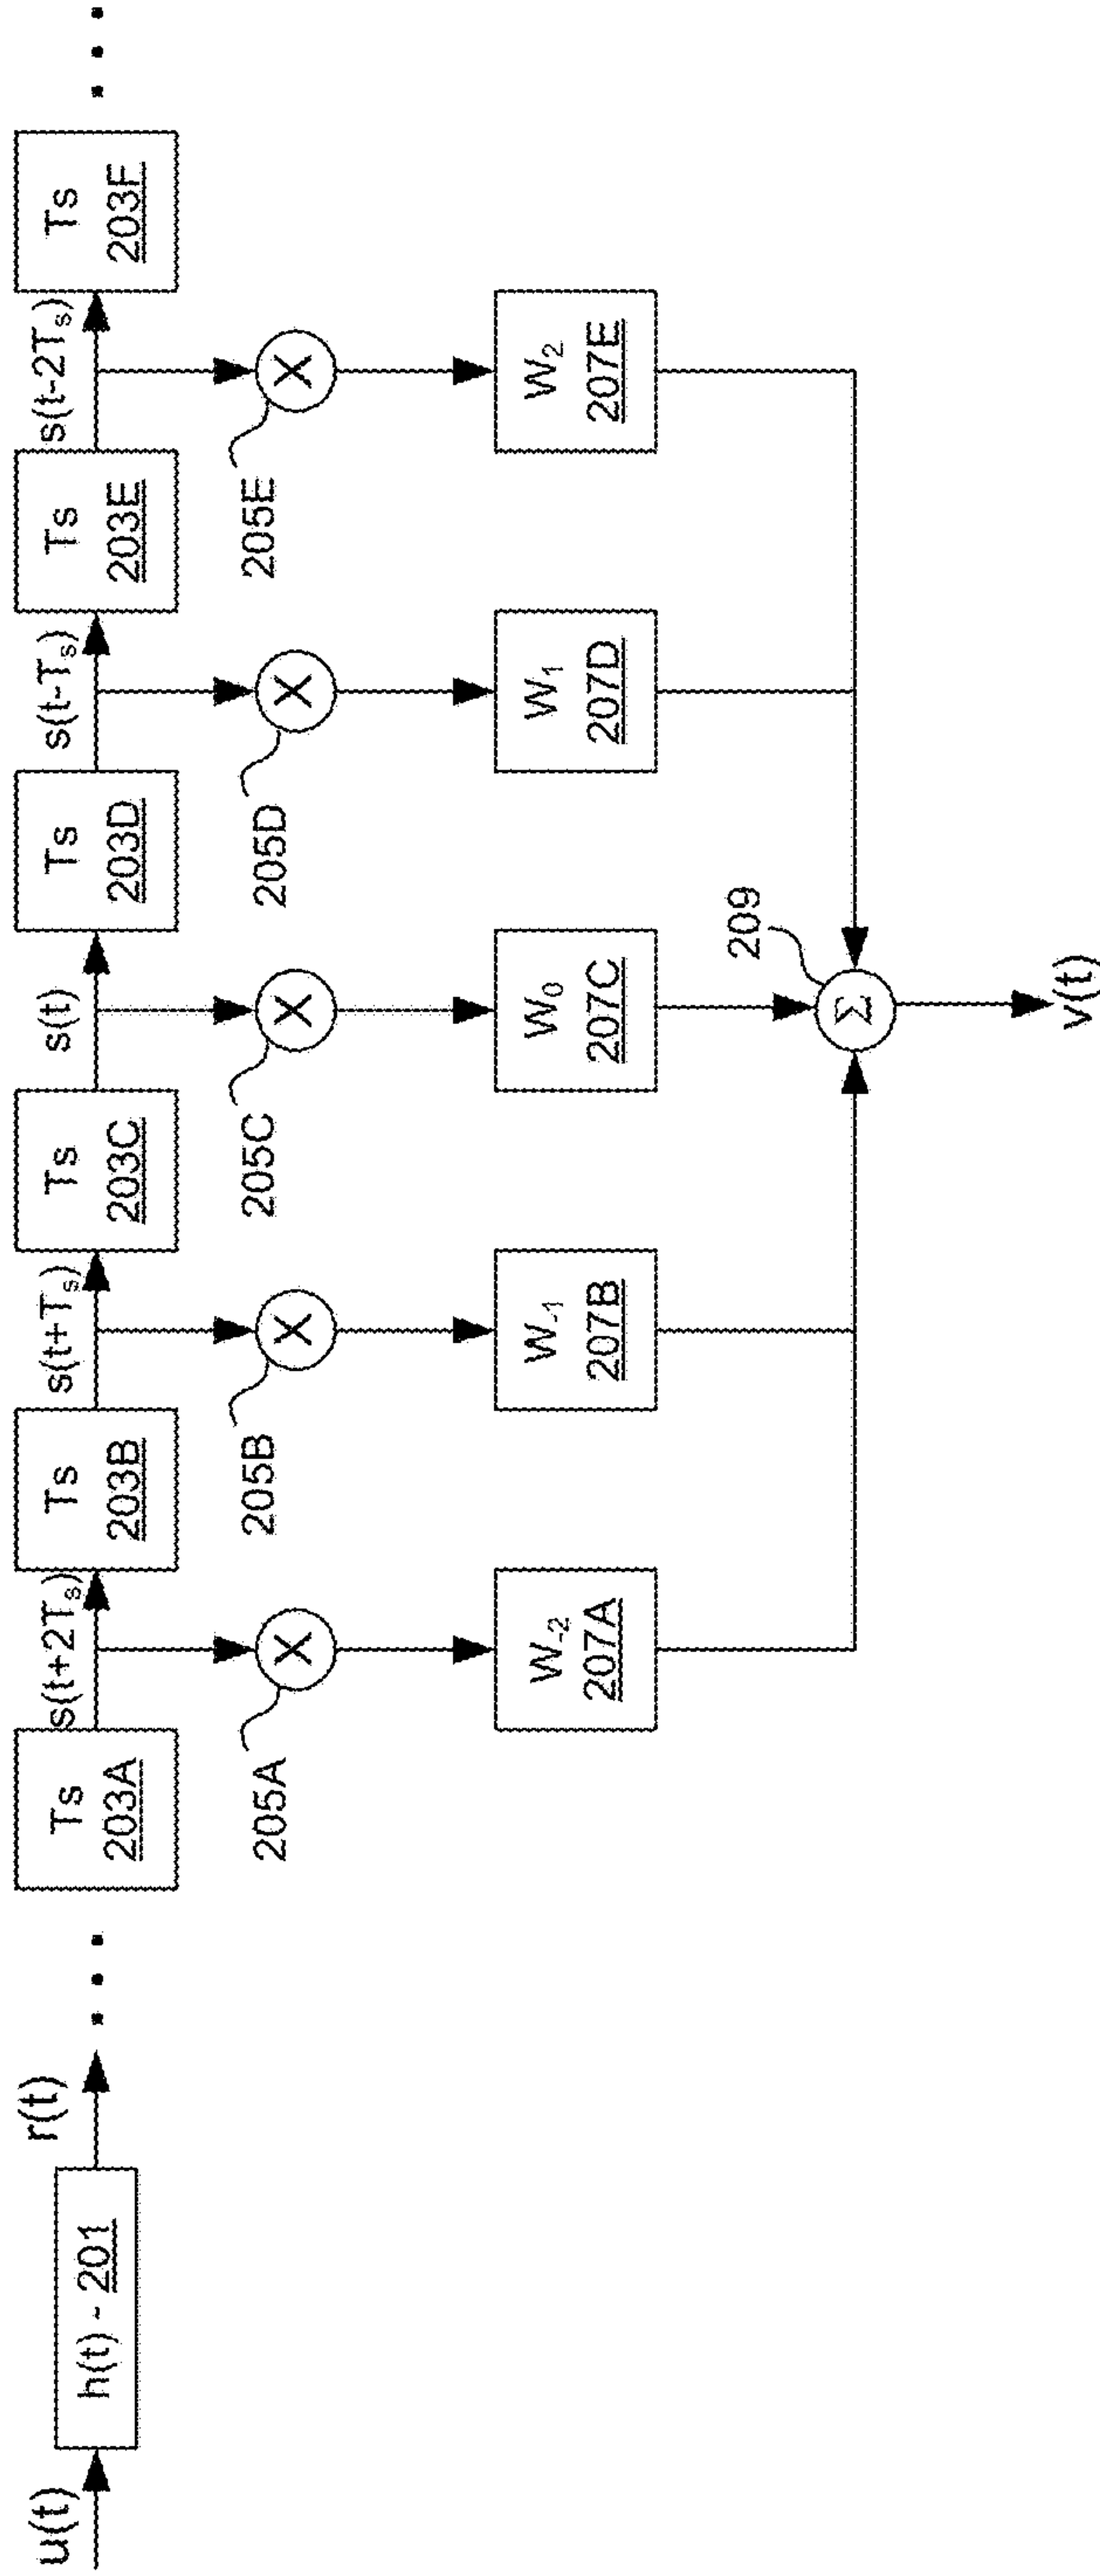 u(t)
h(t) - 201
r(t)
Ts
203A
s(t+2Ts)
Ts
203B
s(t+Ts)
Ts
203C
s(t)
Ts
203D
s(t-Ts)
Ts
203E
s(t-2Ts)
Ts
203F
205A
205B
205C
205D
205E
X
X
X
X
X
W-2
207A
W-1
207B
W0
207C
W1
207D
W2
207E
209
Σ
v(t)